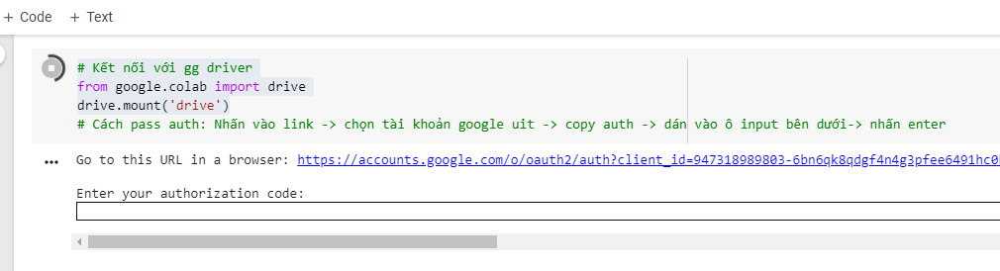 + Code + Text
# Kết nối với gg driver
from google.colab import drive
drive.mount('drive')
# Cách pass auth: Nhấn vào link -> chọn tài khoản google uit -> copy auth -> dán vào ô input bên dưới-> nhấn enter
Go to this URL in a browser: https://accounts.google.com/o/oauth2/auth?client_id=947318989803-6bn6qk8qdgf4n4g3pfee6491hc0
Enter your authorization code: